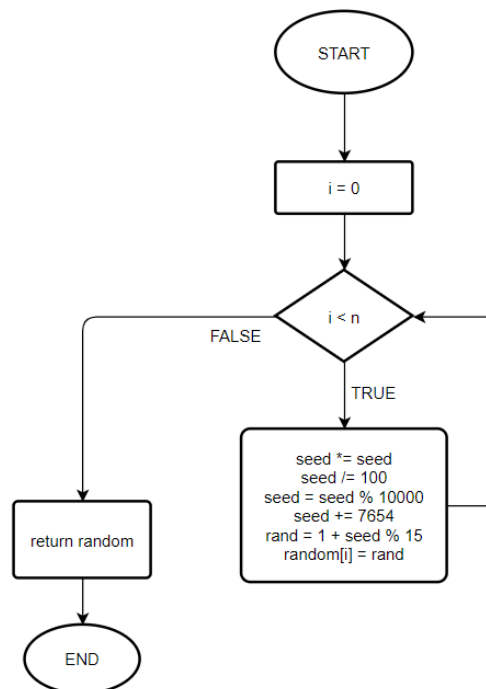 START
i = 0
i < n
FALSE
TRUE
seed *= seed
seed /= 100
seed = seed % 10000
seed += 7654
rand = 1 + seed % 15
random[i] = rand
return random
END